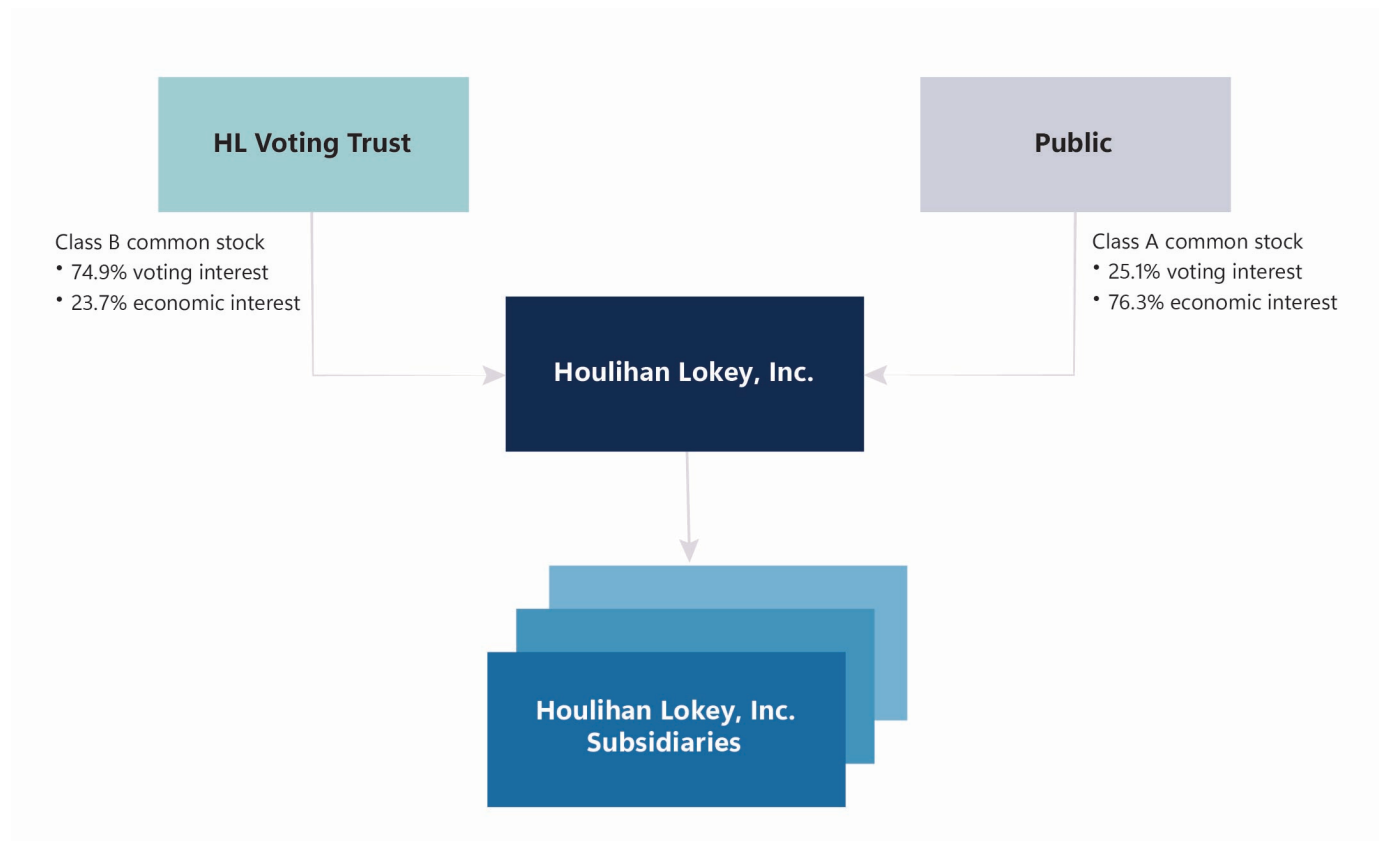 HL Voting Trust
Public
Class B common stock
• 74.9% voting interest
• 23.7% economic interest
Class A common stock
• 25.1% voting interest
• 76.3% economic interest
Houlihan Lokey, Inc.
Houlihan Lokey, Inc.
Subsidiaries